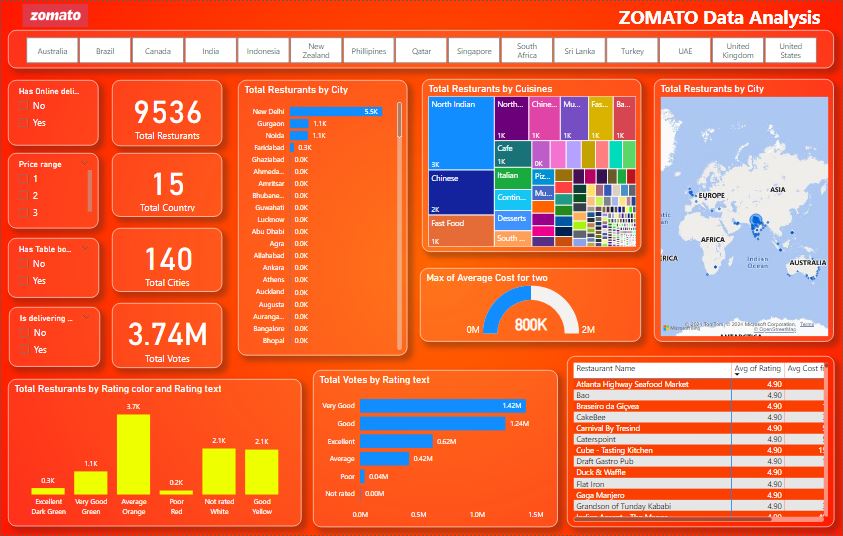 zomato
ZOMATO Data Analysis
Australia
Brazil
Canada
India
Indonesia
New
Zealand
Phillipines
Qatar
Singapore
South
Africa
Sri Lanka
Turkey
UAE
United
Kingdom
United
States
Has Online deli...
No
Yes
Price range
1
2
3
Has Table bo...
No
Yes
Is delivering ...
No
Yes
9536
Total Resturants
15
Total Country
140
Total Cities
3.74M
Total Votes
Total Resturants by City
New Delhi 5.5K
Gurgaon 1.1K
Noida 1.1K
Faridabad 0.3K
Ghaziabad 0.0K
Ahmeda... 0.0K
Amritsar 0.0K
Bhubane... 0.0K
Guwahati 0.0K
Lucknow 0.0K
Abu Dhabi 0.0K
Agra 0.0K
Allahabad 0.0K
Ankara 0.0K
Athens 0.0K
Auckland 0.0K
Augusta 0.0K
Auranga... 0.0K
Bangalore 0.0K
Bhopal 0.0K
Total Resturants by Cuisines
North Indian
3K
Chinese
2K
Fast Food
1K
North...
1K
Chine...
1K
Mu...
1K
Fas...
1K
Ba...
1K
Cafe
1K
0K
Italian
Contin...
Desserts
South ...
Piz...
Mu...
Max of Average Cost for two
0M
800K
2M
Total Resturants by City
EUROPE
ASIA
AFRICA
Indian
Ocean
AUSTRALIA
RICA
Microsoft Bing
© 2024 TomTom, © 2024 Microsoft Corporation, Terms
© OpenStreetMap
Total Resturants by Rating color and Rating text
0.3K
1.1K
3.7K
0.2K
2.1K
2.1K
Excellent
Dark Green
Very Good
Green
Average
Orange
Poor
Red
Not rated
White
Good
Yellow
Total Votes by Rating text
Very Good 1.42M
Good 1.24M
Excellent 0.62M
Average 0.42M
Poor 0.04M
Not rated 0.00M
0.0M 0.5M 1.0M 1.5M
Restaurant Name Avg of Rating Avg Cost f
Atlanta Highway Seafood Market 4.90
Bao 4.90
Braseiro da Gíçvea 4.90
CakeBee 4.90
Carnival By Tresind 4.90
Caterspoint 4.90
Cube - Tasting Kitchen 4.90
Draft Gastro Pub 4.90
Duck & Waffle 4.90
Flat Iron 4.90
Gaga Manjero 4.90
Grandson of Tunday Kababi 4.90